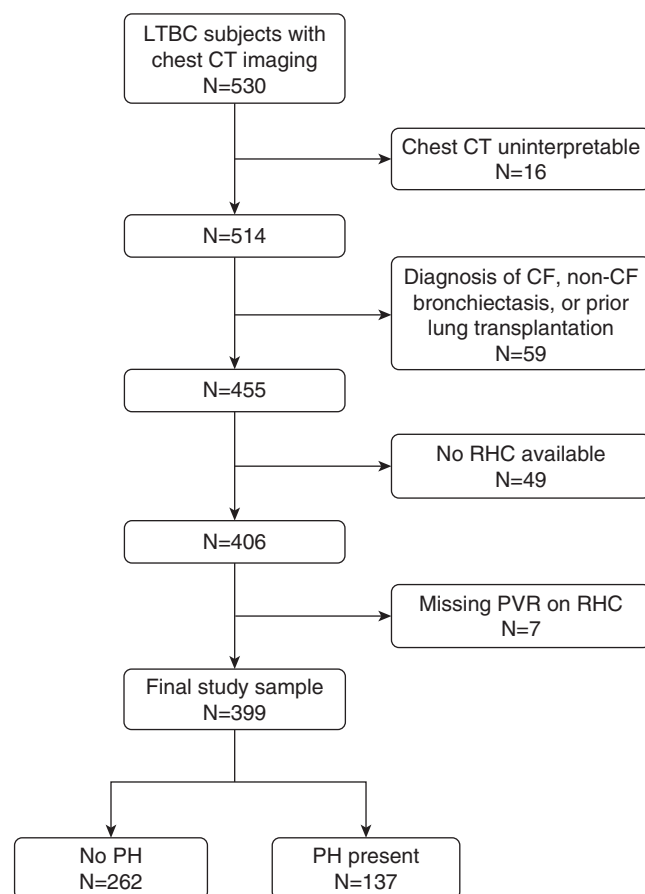 LTBC subjects with
chest CT imaging
N=530
Chest CT uninterpretable
N=16
N=514
Diagnosis of CF, non-CF
bronchiectasis, or prior
lung transplantation
N=59
N=455
No RHC available
N=49
N=406
Missing PVR on RHC
N=7
Final study sample
N=399
No PH
N=262
PH present
N=137